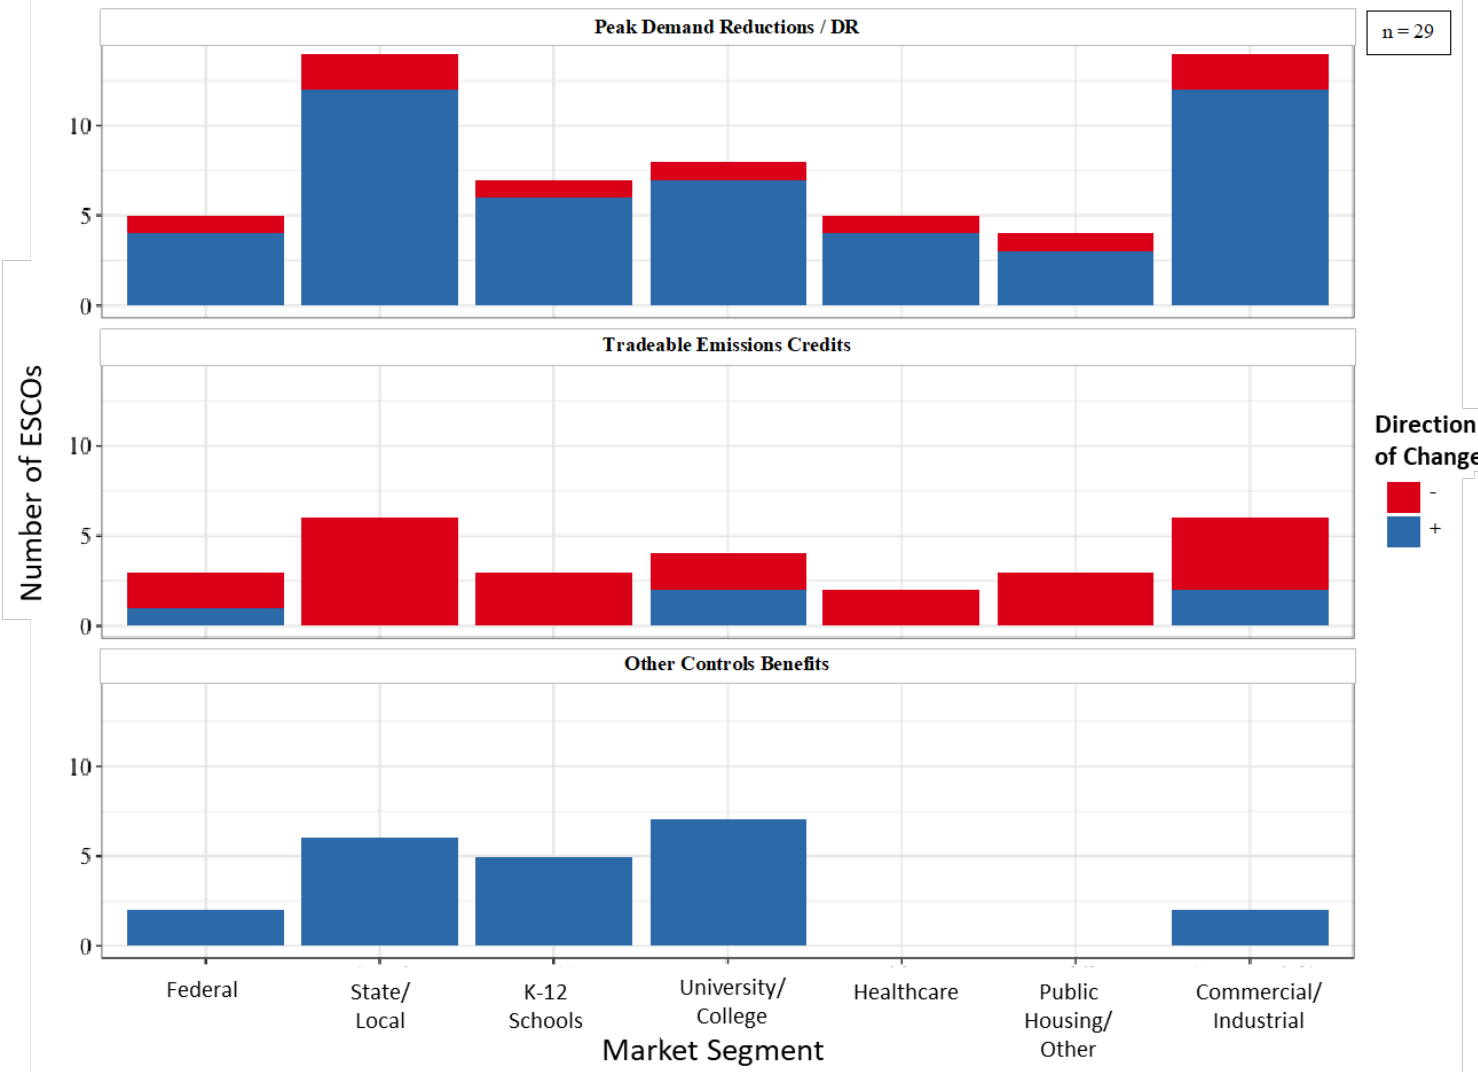 Peak Demand Reductions / DR
n = 29
10
5
0
Tradeable Emissions Credits
10
5
0
Number of ESCOs
Direction
of Change
-
+
Other Controls Benefits
10
5
0
Federal
State/
Local
K-12
Schools
University/
College
Healthcare
Public
Housing/
Other
Commercial/
Industrial
Market Segment